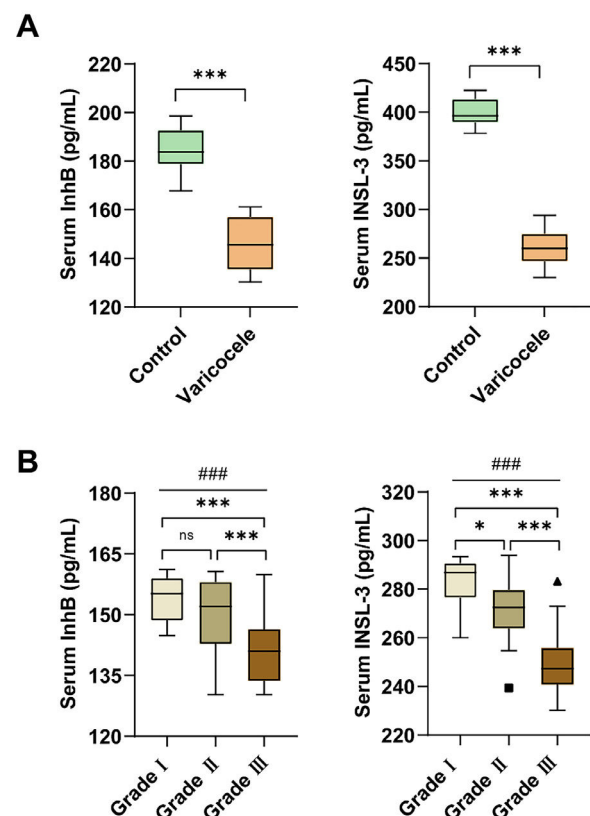 A
Serum InhB (pg/mL)
220
200
180
160
140
120
***
Control
Varicocele
Serum INSL-3 (pg/mL)
450
400
350
300
250
200
***
Control
Varicocele
B
Serum InhB (pg/mL)
180
165
150
135
120
###
***
ns
***
Grade Ⅰ
Grade Ⅱ
Grade Ⅲ
Serum INSL-3 (pg/mL)
320
300
280
260
240
220
###
***
*
***
Grade Ⅰ
Grade Ⅱ
Grade Ⅲ